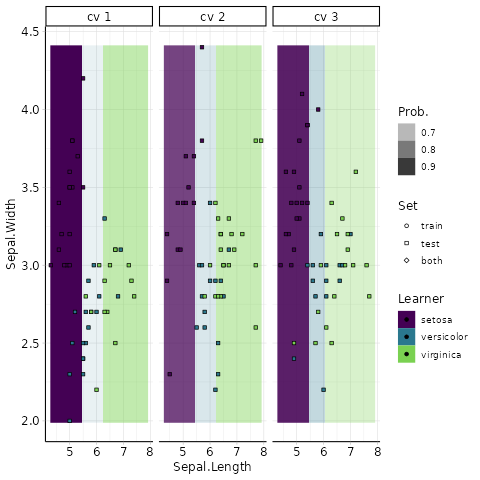 cv 1 cv 2 cv 3
4.5
4.0
3.5
3.0
2.5
2.0
Sepal.Width
5 6 7 8 5 6 7 8 5 6 7 8
Sepal.Length
Prob.
0.7
0.8
0.9
Set
train
test
both
Learner
setosa
versicolor
virginica